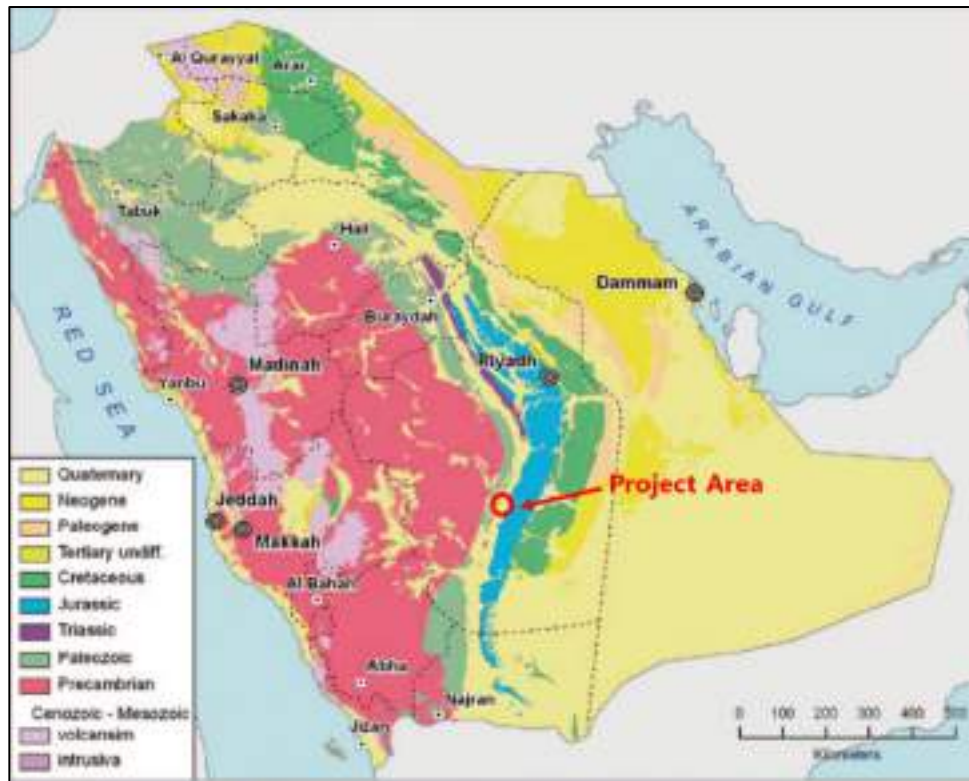 Al Qurayyat
Arar
Sakaka
Tabuk
Hail
Buraydah
Dammam
ARABIAN GULF
RED SEA
Riyadh
Madinah
Yanbu
Project Area
Jeddah
Makkah
Al Bahah
Abha
Najran
Jizan
Quaternary
Neogene
Paleogene
Tertiary undiff.
Cretaceous
Jurassic
Triassic
Paleozoic
Precambrian
Cenozoic - Mesozoic
volcansim
intrusiva
0 100 200 300 400 500
Kilometers